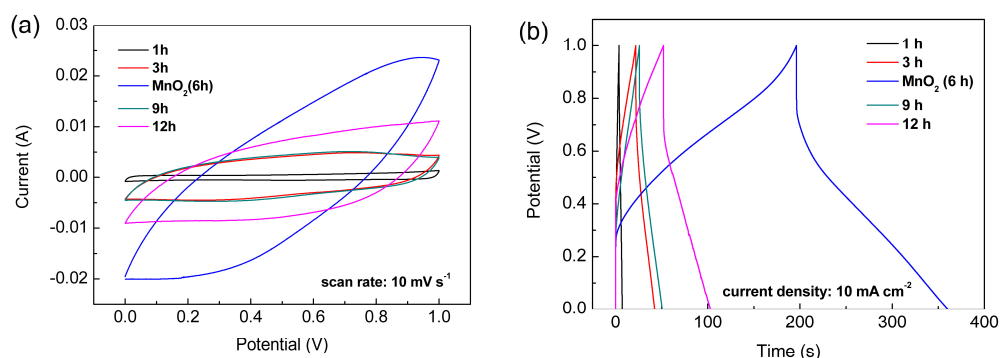 (a)
0.03
0.02
0.01
0.00
-0.01
-0.02
Current (A)
1h
3h
MnO₂(6h)
9h
12h
scan rate: 10 mV s⁻¹
0.0 0.2 0.4 0.6 0.8 1.0
Potential (V)
(b)
1.0
0.8
0.6
0.4
0.2
0.0
Potential (V)
1 h
3 h
MnO₂ (6 h)
9 h
12 h
current density: 10 mA cm⁻²
0 100 200 300 400
Time (s)